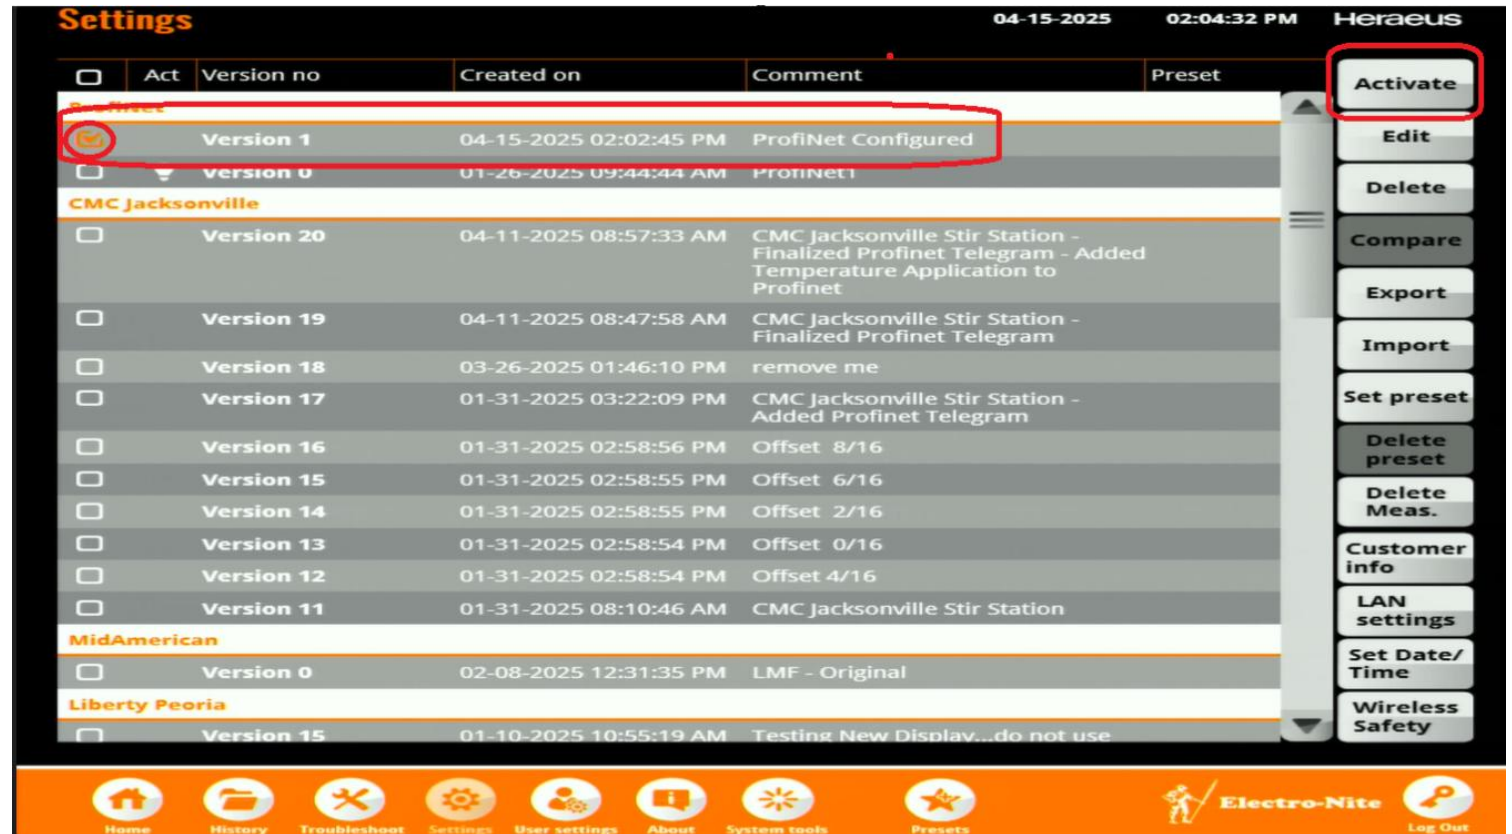 Settings 04-15-2025 02:04:32 PM Heraeus
Act Version no Created on Comment Preset
ProfiNet
Version 1 04-15-2025 02:02:45 PM ProfiNet Configured
Version 0 01-26-2025 09:44:44 AM ProfiNet1
CMC Jacksonville
Version 20 04-11-2025 08:57:33 AM CMC Jacksonville Stir Station -
Finalized Profinet Telegram - Added
Temperature Application to
Profinet
Version 19 04-11-2025 08:47:58 AM CMC Jacksonville Stir Station -
Finalized Profinet Telegram
Version 18 03-26-2025 01:46:10 PM remove me
Version 17 01-31-2025 03:22:09 PM CMC Jacksonville Stir Station -
Added Profinet Telegram
Version 16 01-31-2025 02:58:56 PM Offset 8/16
Version 15 01-31-2025 02:58:55 PM Offset 6/16
Version 14 01-31-2025 02:58:55 PM Offset 2/16
Version 13 01-31-2025 02:58:54 PM Offset 0/16
Version 12 01-31-2025 02:58:54 PM Offset 4/16
Version 11 01-31-2025 08:10:46 AM CMC Jacksonville Stir Station
MidAmerican
Version 0 02-08-2025 12:31:35 PM LMF - Original
Liberty Peoria
Version 15 01-10-2025 10:55:19 AM Testing New Display...do not use
Activate
Edit
Delete
Compare
Export
Import
Set preset
Delete
preset
Delete
Meas.
Customer
info
LAN
settings
Set Date/
Time
Wireless
Safety
Home History Troubleshoot Settings User settings About System tools Presets Electro-Nite Log Out